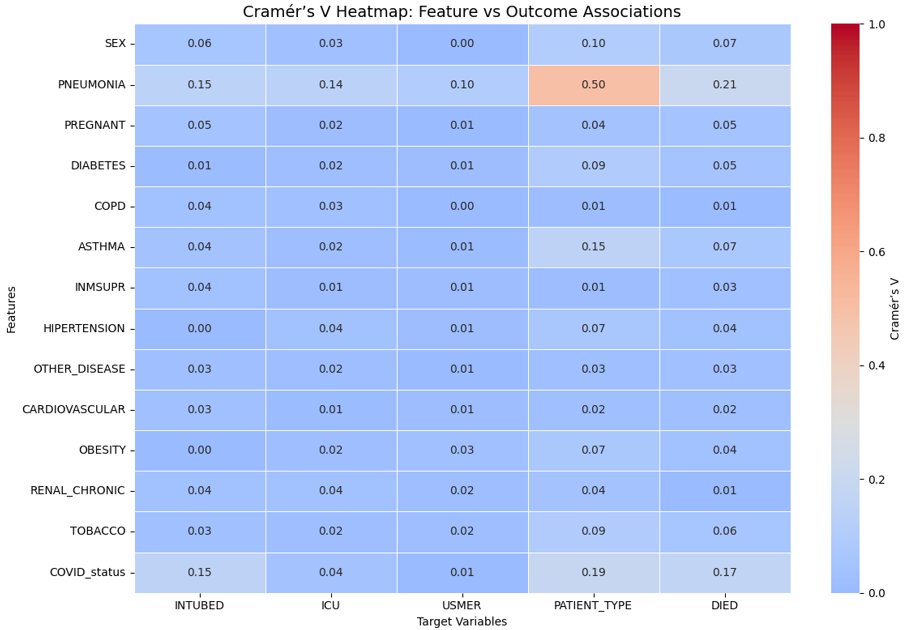 Cramér’s V Heatmap: Feature vs Outcome Associations
SEX 0.06 0.03 0.00 0.10 0.07
PNEUMONIA 0.15 0.14 0.10 0.50 0.21
PREGNANT 0.05 0.02 0.01 0.04 0.05
DIABETES 0.01 0.02 0.01 0.09 0.05
COPD 0.04 0.03 0.00 0.01 0.01
ASTHMA 0.04 0.02 0.01 0.15 0.07
INMSUPR 0.04 0.01 0.01 0.01 0.03
HIPERTENSION 0.00 0.04 0.01 0.07 0.04
OTHER_DISEASE 0.03 0.02 0.01 0.03 0.03
CARDIOVASCULAR 0.03 0.01 0.01 0.02 0.02
OBESITY 0.00 0.02 0.03 0.07 0.04
RENAL_CHRONIC 0.04 0.04 0.02 0.04 0.01
TOBACCO 0.03 0.02 0.02 0.09 0.06
COVID_status 0.15 0.04 0.01 0.19 0.17
INTUBED ICU USMER PATIENT_TYPE DIED
Target Variables
Features
1.0
0.8
0.6
0.4
0.2
0.0
Cramér’s V